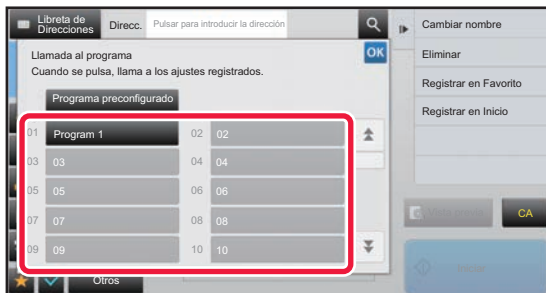 Libreta de
Direcciones
Direcc.
Pulsar para introducir la dirección
Cambiar nombre
Llamada al programa
OK
Cuando se pulsa, llama a los ajustes registrados.
Eliminar
Registrar en Favorito
Programa preconfigurado
Registrar en Inicio
01 Program 1 02 02
03 03 04 04
05 05 06 06
07 07 08 08
CA
09 09 10 10
Otros